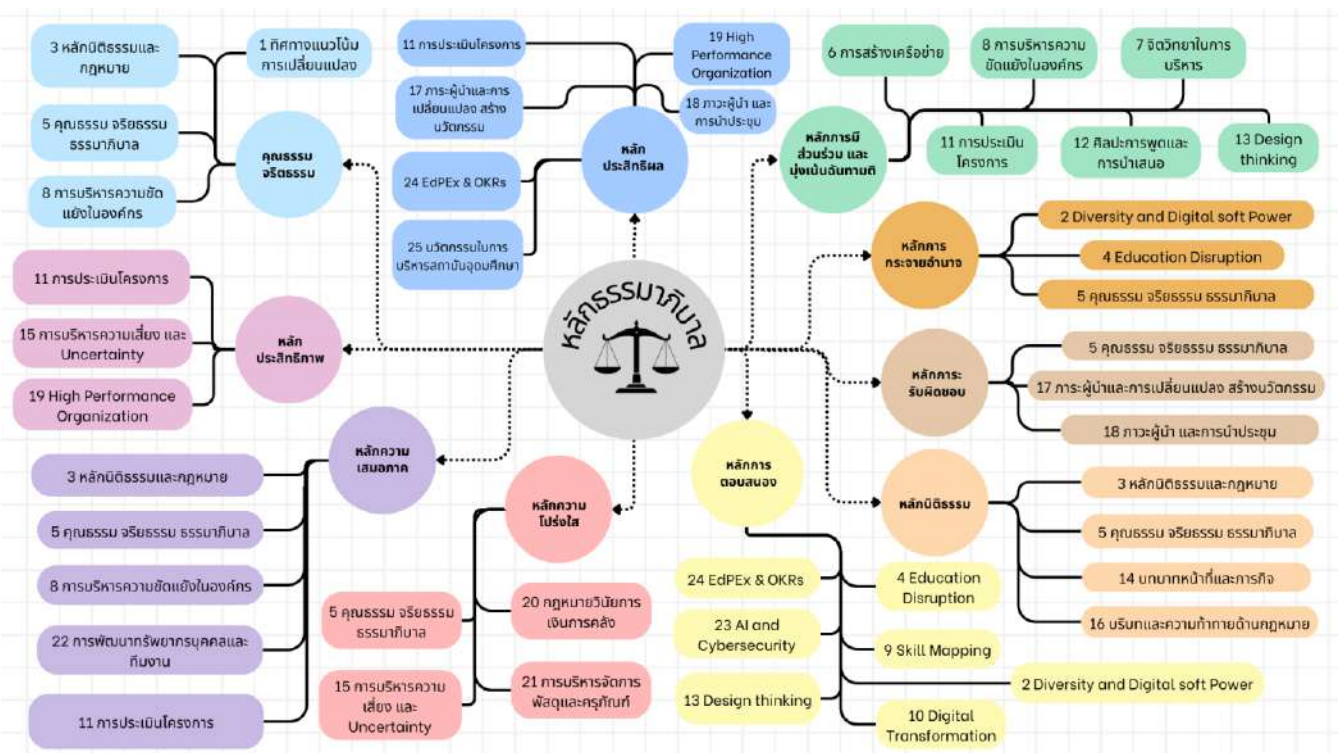 3 หลักนิติธรรมและ
กฎหมาย
1 ทิศทางแนวโน้ม
การเปลี่ยนแปลง
5 คุณธรรม จริยธรรม
ธรรมาภิบาล
8 การบริหารความขัด
แย้งในองค์กร
คุณธรรม
จริตธรรม
11 การประเมินโครงการ
19 High
Performance
Organization
17 ภาระผู้นำและการ
เปลี่ยนแปลง สร้าง
นวัตกรรม
18 ภาวะผู้นำ และ
การนำประชุม
24 EdPEx & OKRs
25 นวัตกรรมในการ
บริหารสถาบันอุดมศึกษา
หลัก
ประสิทธิผล
6 การสร้างเครือข่าย
8 การบริหารความ
ขัดแย้งในองค์กร
7 จิตวิทยาในการ
บริหาร
11 การประเมิน
โครงการ
12 ศิลปะการพูดและ
การนำเสนอ
13 Design
thinking
หลักการมี
ส่วนร่วม และ
มุ่งเน้นฉันทามติ
หลักการ
กระจายอำนาจ
2 Diversity and Digital soft Power
4 Education Disruption
5 คุณธรรม จริยธรรม ธรรมาภิบาล
11 การประเมินโครงการ
15 การบริหารความเสี่ยง และ
Uncertainty
19 High Performance
Organization
หลัก
ประสิทธิภาพ
หลักธรรมาภิบาล
หลักภาระ
รับผิดชอบ
5 คุณธรรม จริยธรรม ธรรมาภิบาล
17 ภาระผู้นำและการเปลี่ยนแปลง สร้างนวัตกรรม
18 ภาวะผู้นำ และการนำประชุม
หลักความ
เสมอภาค
3 หลักนิติธรรมและกฎหมาย
5 คุณธรรม จริยธรรม ธรรมาภิบาล
8 การบริหารความขัดแย้งในองค์กร
22 การพัฒนาทรัพยากรบุคคลและ
ทีมงาน
11 การประเมินโครงการ
หลักความ
โปร่งใส
5 คุณธรรม จริยธรรม
ธรรมาภิบาล
20 กฎหมายวินัยการ
เงินการคลัง
15 การบริหารความ
เสี่ยง และ
Uncertainty
21 การบริหารจัดการ
พัสดุและครุภัณฑ์
หลักการ
ตอบสนอง
24 EdPEx & OKRs
4 Education
Disruption
23 AI and
Cybersecurity
9 Skill Mapping
2 Diversity and Digital soft Power
13 Design thinking
10 Digital
Transformation
หลักนิติธรรม
3 หลักนิติธรรมและกฎหมาย
5 คุณธรรม จริยธรรม ธรรมาภิบาล
14 บทบาทหน้าที่และภารกิจ
16 บริบทและความท้าทายด้านกฎหมาย